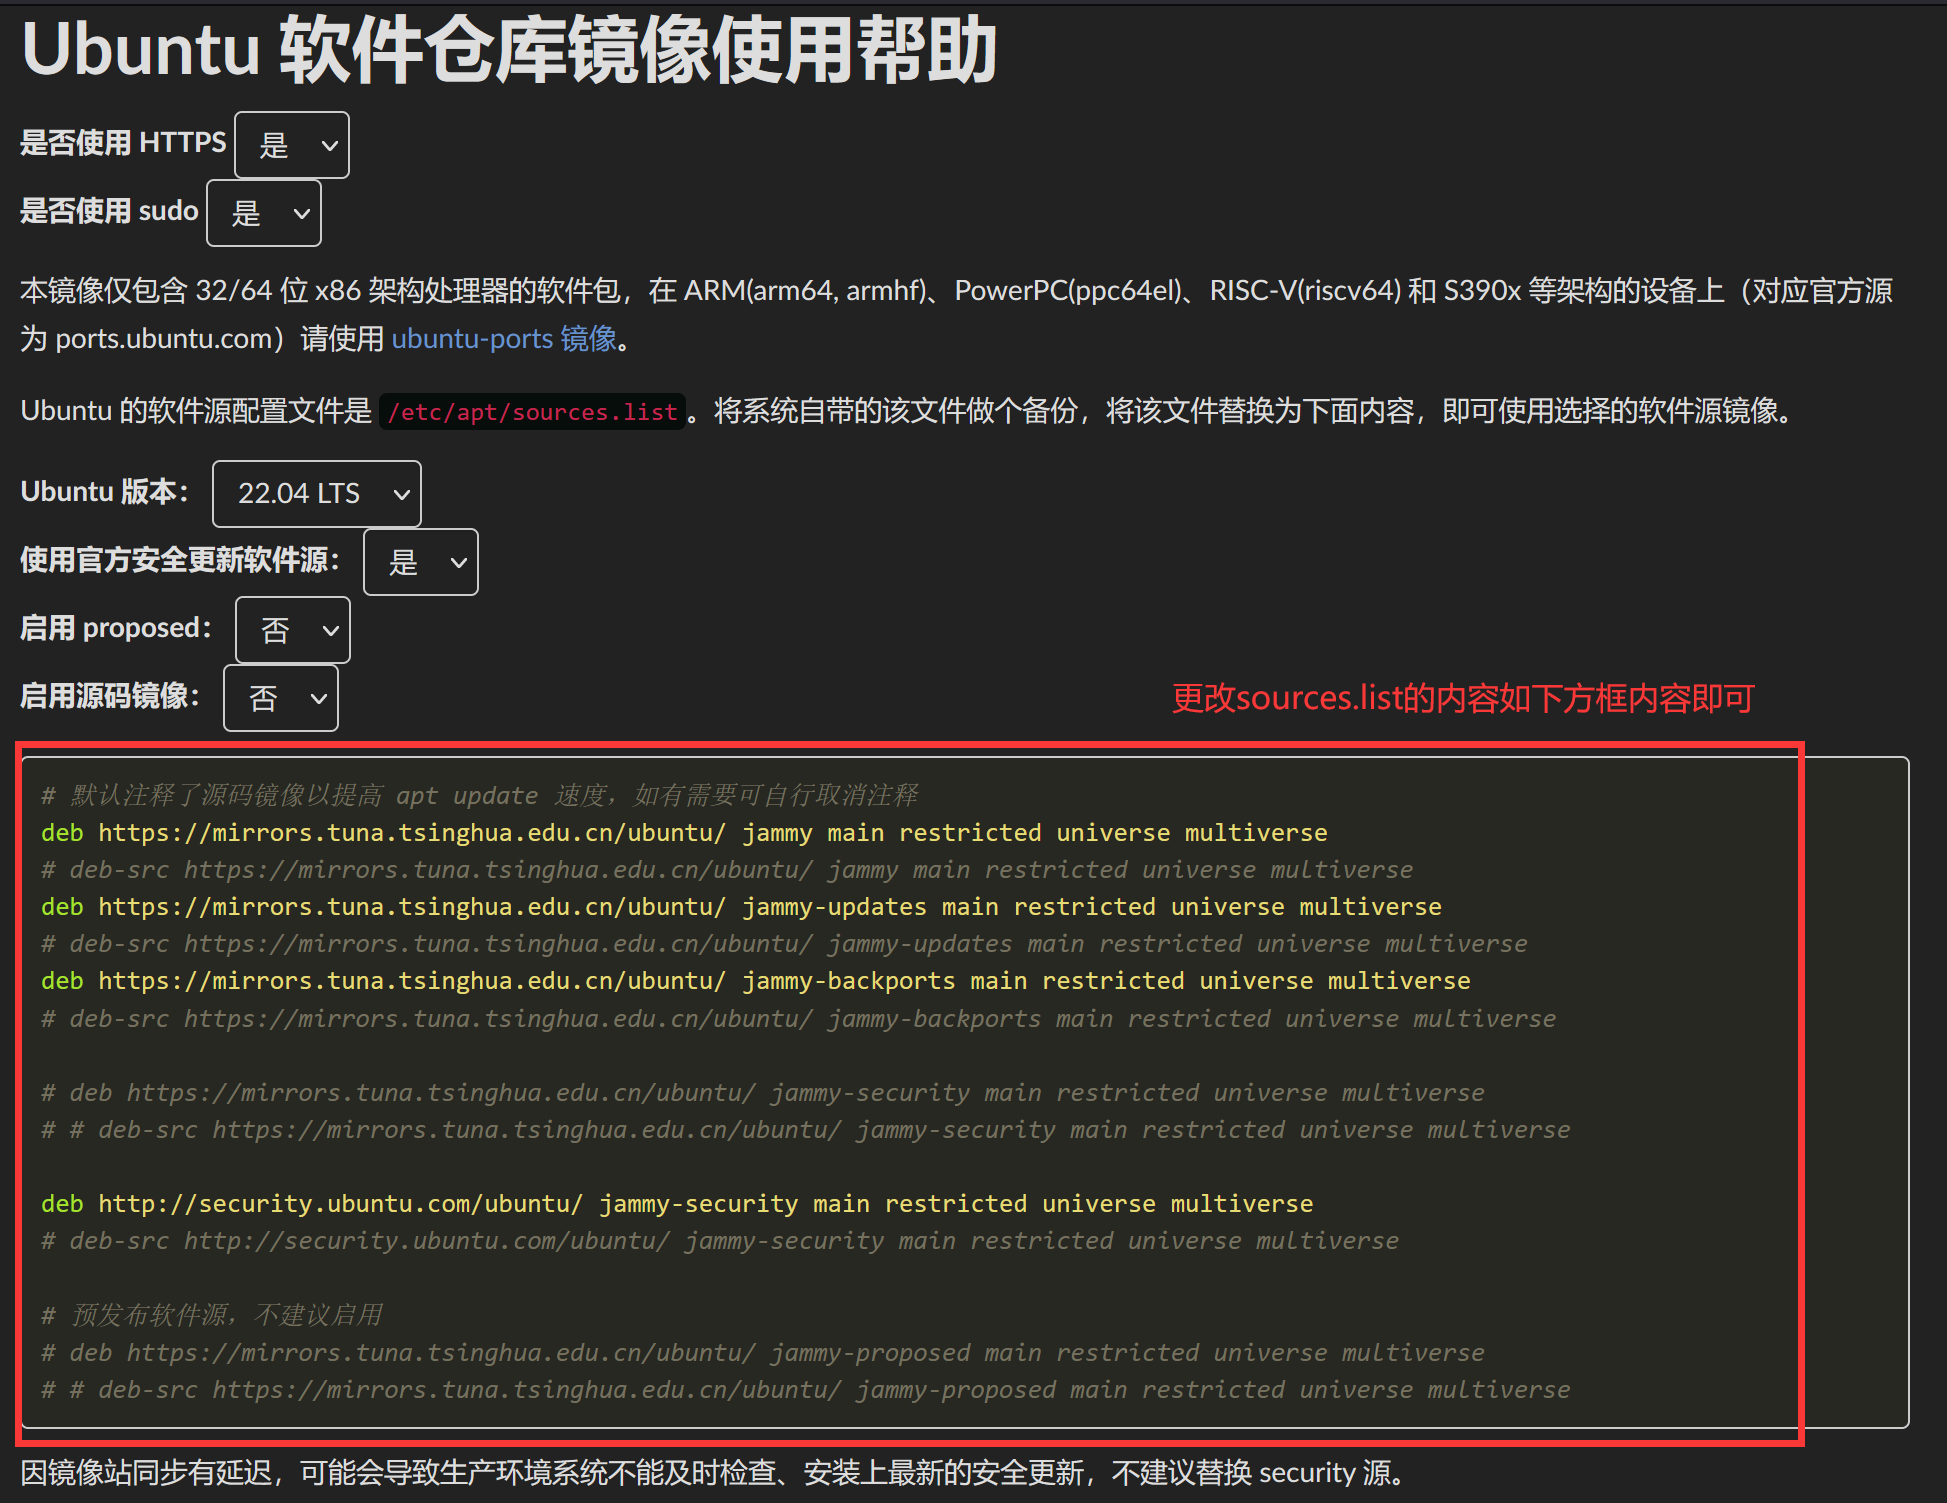 Ubuntu 软件仓库镜像使用帮助
是否使用 HTTPS 是
是否使用 sudo 是
本镜像仅包含 32/64 位 x86 架构处理器的软件包，在 ARM(arm64, armhf)、PowerPC(ppc64el)、RISC-V(riscv64) 和 S390x 等架构的设备上（对应官方源
为 ports.ubuntu.com）请使用 ubuntu-ports 镜像。
Ubuntu 的软件源配置文件是 /etc/apt/sources.list。将系统自带的该文件做个备份，将该文件替换为下面内容，即可使用选择的软件源镜像。
Ubuntu 版本： 22.04 LTS
使用官方安全更新软件源： 是
启用 proposed： 否
启用源码镜像： 否
更改sources.list的内容如下方框内容即可
# 默认注释了源码镜像以提高 apt update 速度，如有需要可自行取消注释
deb https://mirrors.tuna.tsinghua.edu.cn/ubuntu/ jammy main restricted universe multiverse
# deb-src https://mirrors.tuna.tsinghua.edu.cn/ubuntu/ jammy main restricted universe multiverse
deb https://mirrors.tuna.tsinghua.edu.cn/ubuntu/ jammy-updates main restricted universe multiverse
# deb-src https://mirrors.tuna.tsinghua.edu.cn/ubuntu/ jammy-updates main restricted universe multiverse
deb https://mirrors.tuna.tsinghua.edu.cn/ubuntu/ jammy-backports main restricted universe multiverse
# deb-src https://mirrors.tuna.tsinghua.edu.cn/ubuntu/ jammy-backports main restricted universe multiverse
# deb https://mirrors.tuna.tsinghua.edu.cn/ubuntu/ jammy-security main restricted universe multiverse
# # deb-src https://mirrors.tuna.tsinghua.edu.cn/ubuntu/ jammy-security main restricted universe multiverse
deb http://security.ubuntu.com/ubuntu/ jammy-security main restricted universe multiverse
# deb-src http://security.ubuntu.com/ubuntu/ jammy-security main restricted universe multiverse
# 预发布软件源，不建议启用
# deb https://mirrors.tuna.tsinghua.edu.cn/ubuntu/ jammy-proposed main restricted universe multiverse
# # deb-src https://mirrors.tuna.tsinghua.edu.cn/ubuntu/ jammy-proposed main restricted universe multiverse
因镜像站同步有延迟，可能会导致生产环境系统不能及时检查、安装上最新的安全更新，不建议替换 security 源。